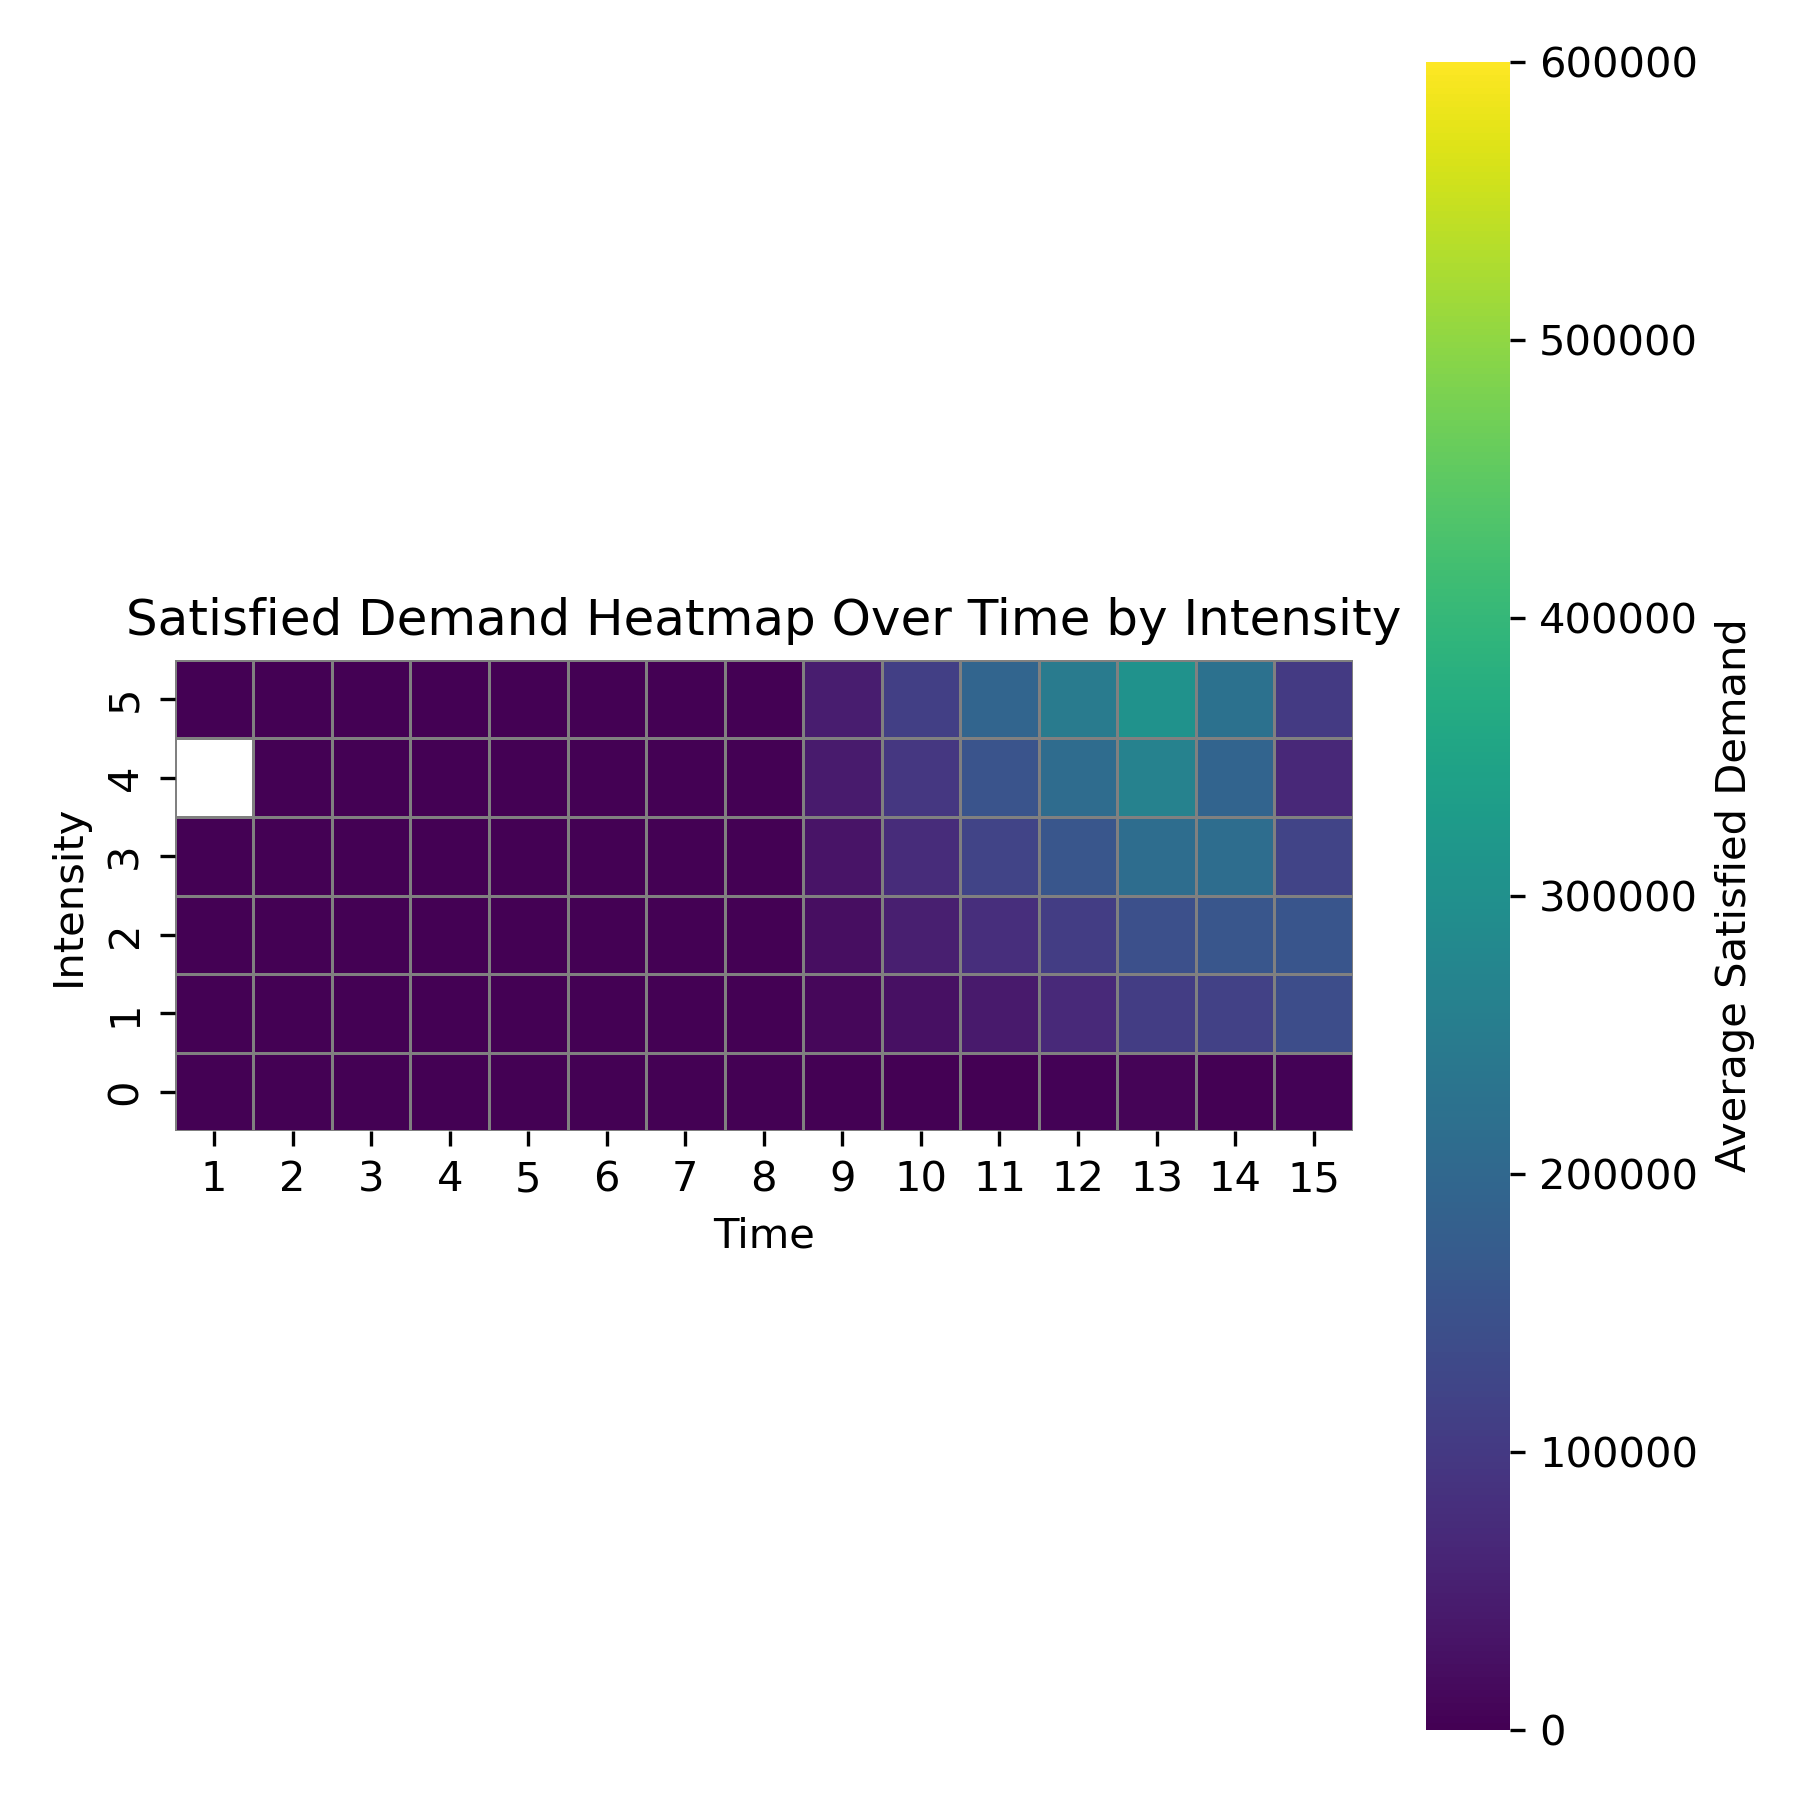 Satisfied Demand Heatmap Over Time by Intensity
Intensity
5
4
3
2
1
0
1 2 3 4 5 6 7 8 9 10 11 12 13 14 15
Time
600000
500000
400000
300000
200000
100000
0
Average Satisfied Demand